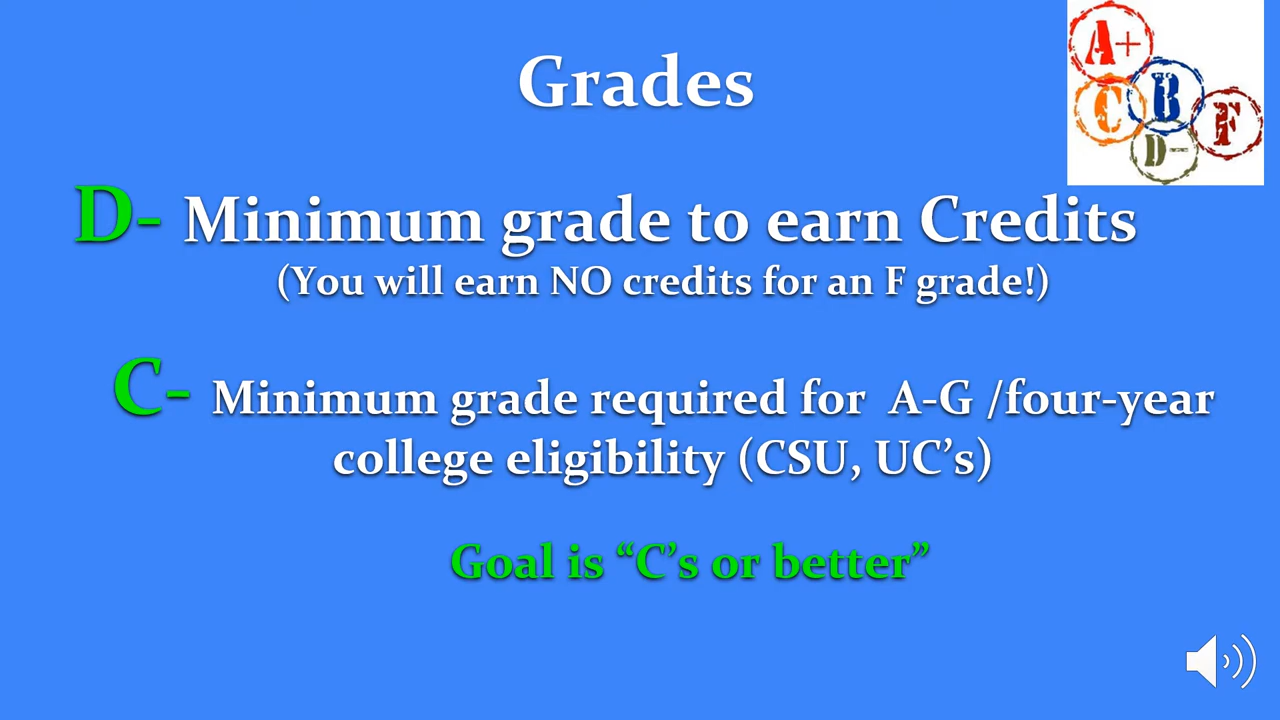 Grades
A+
C
B
F
D-
D- Minimum grade to earn Credits
(You will earn NO credits for an F grade!)
C- Minimum grade required for A-G /four-year
college eligibility (CSU, UC’s)
Goal is “C’s or better”